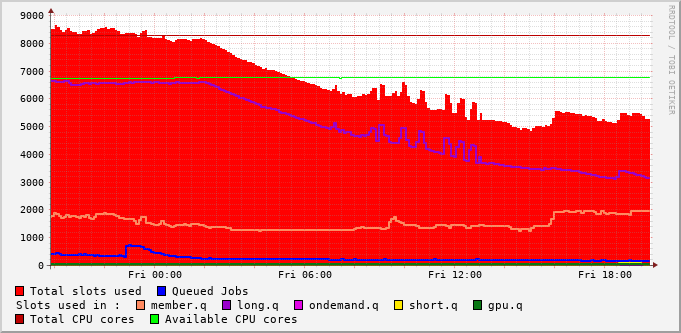 9000
8000
7000
6000
5000
4000
3000
2000
1000
0
Fri 00:00 Fri 06:00 Fri 12:00 Fri 18:00
Total slots used Queued Jobs
Slots used in : member.q long.q ondemand.q short.q gpu.q
Total CPU cores Available CPU cores
RRDTOOL / TOBI OETIKER